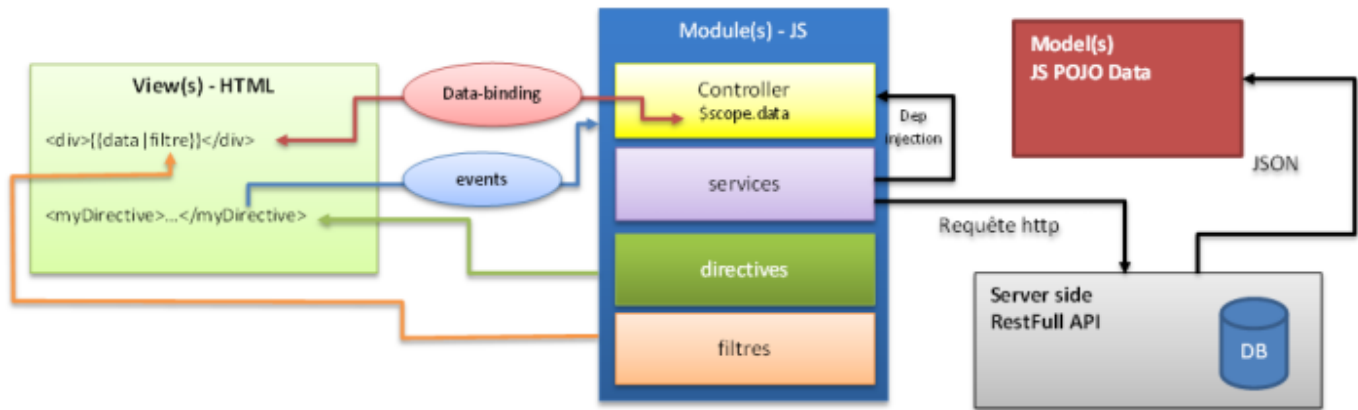 View(s) - HTML
<div>{{data|filtre}}</div>
<myDirective>...</myDirective>
Data-binding
events
Module(s) - JS
Controller
$scope.data
services
directives
filtres
Dep
injection
Requête http
Model(s)
JS POJO Data
JSON
Server side
RestFull API
DB